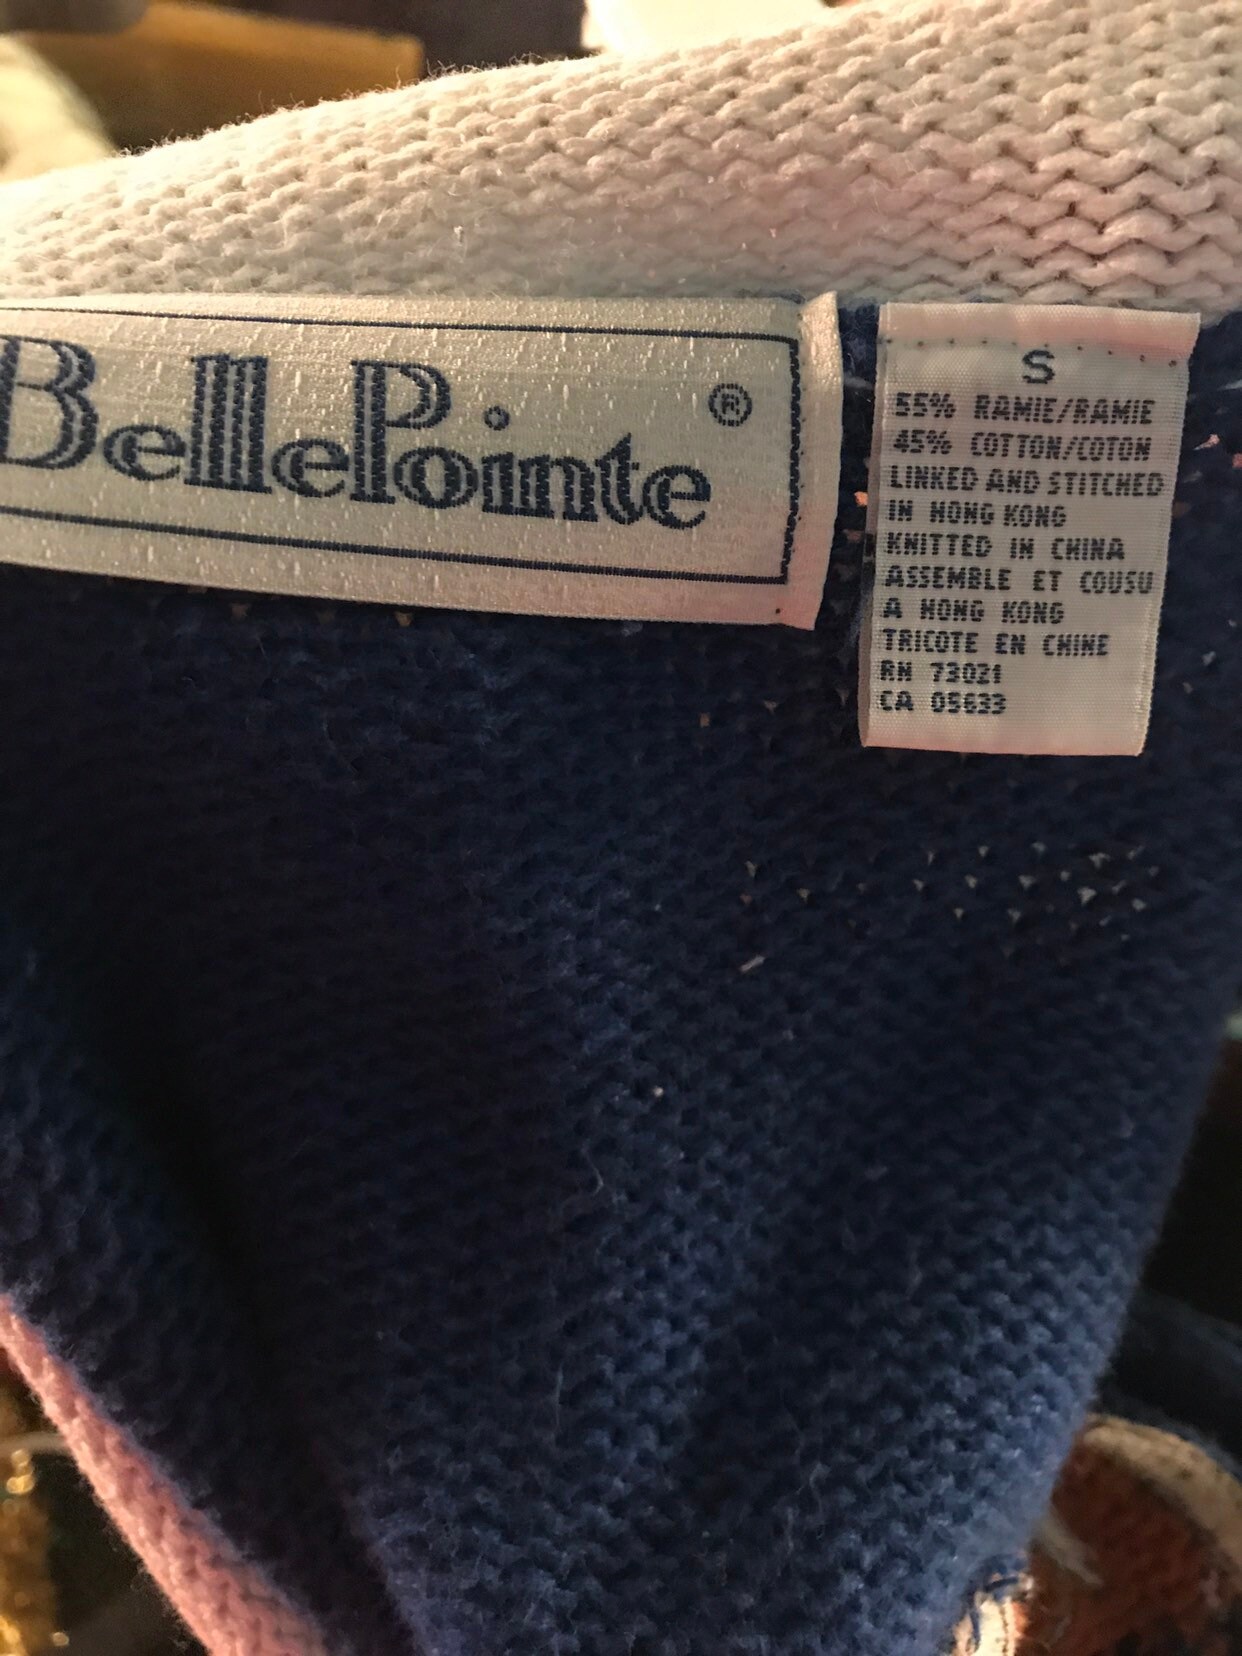 BellePointe ®
S
55% RAMIE/RAMIE
45% COTTON/COTON
LINKED AND STITCHED
IN HONG KONG
KNITTED IN CHINA
ASSEMBLE ET COUSU
A HONG KONG
TRICOTE EN CHINE
RN 73021
CA 05633